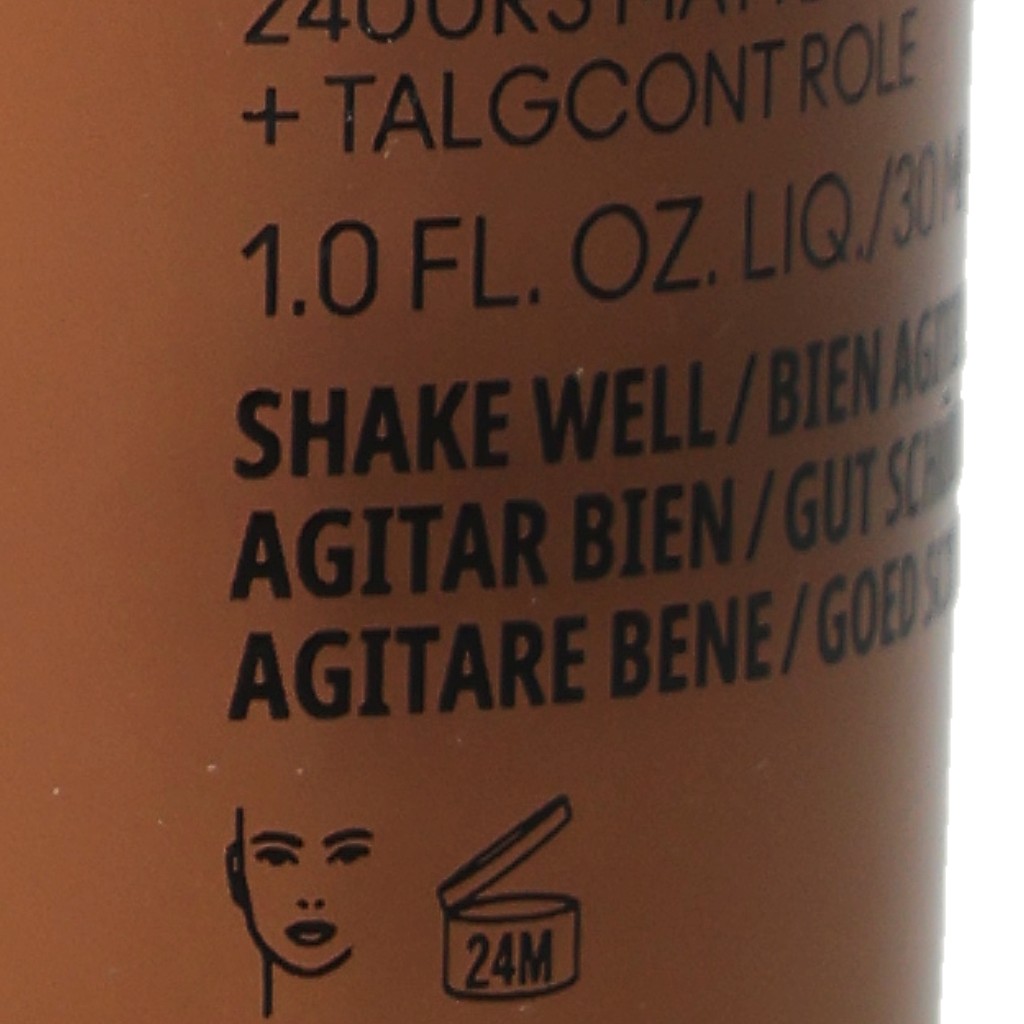 + TALGCONTROLE
1.0 FL. OZ. LIQ./30
SHAKE WELL / BIEN
AGITAR BIEN / GUT
AGITARE BENE / GOED
24M